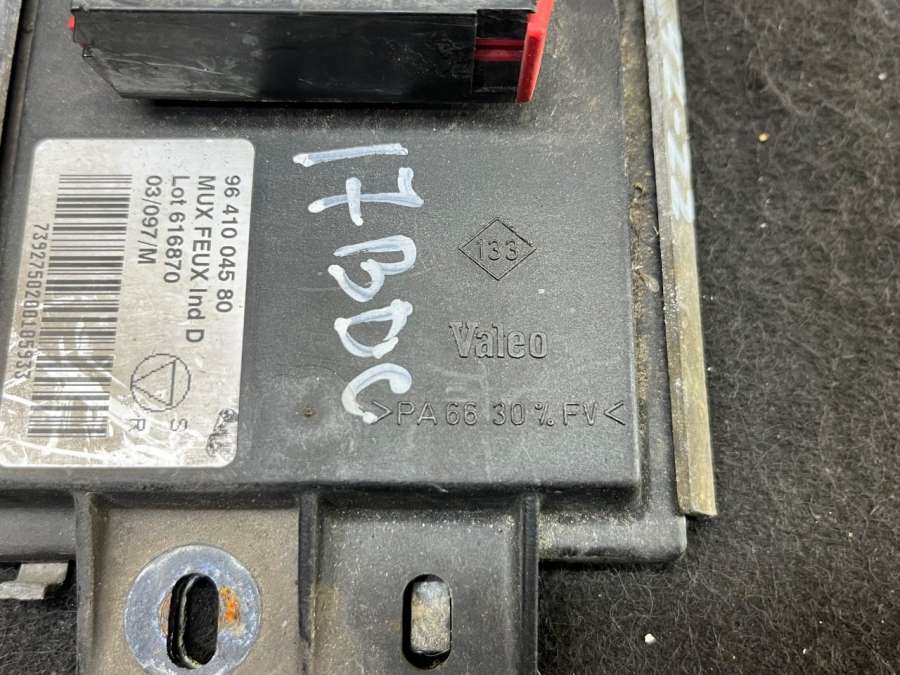 96 410 045 80
MUX FEUX Ind D
Lot 616870
03/097/M
S
R
17BDC
133
Valeo
>PA 66 30 % FV<